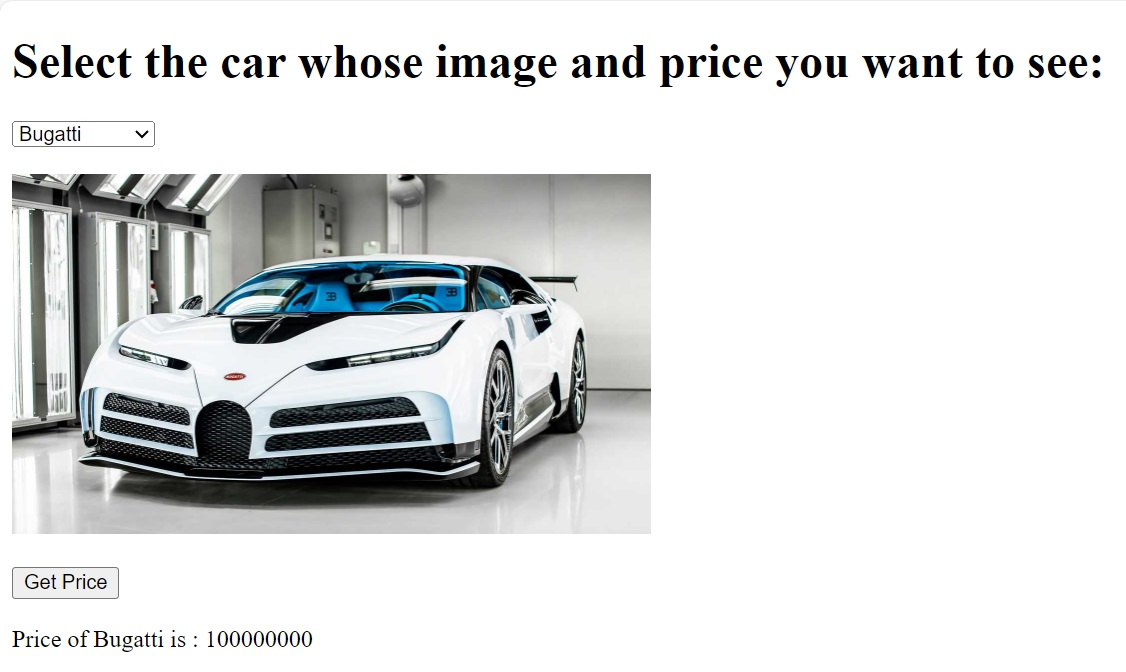 Select the car whose image and price you want to see:
Bugatti
Get Price
Price of Bugatti is : 100000000